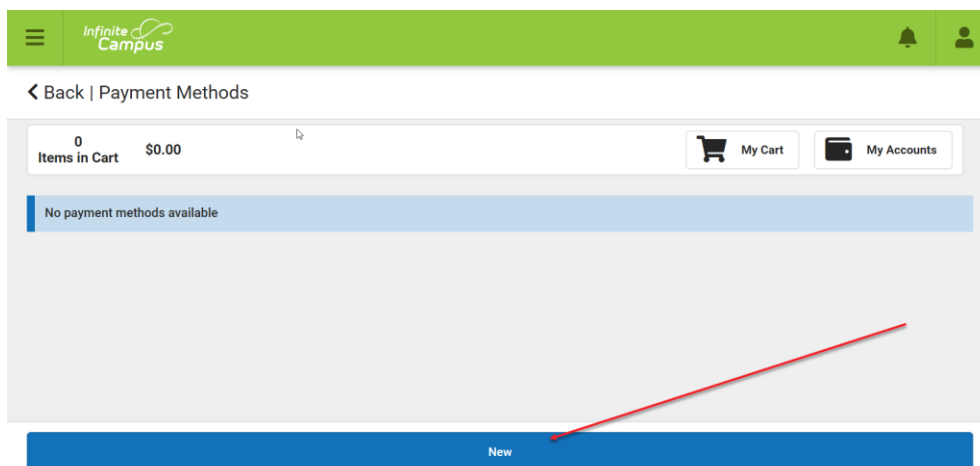 Infinite
Campus
Back | Payment Methods
0
Items in Cart
$0.00
My Cart
My Accounts
No payment methods available
New